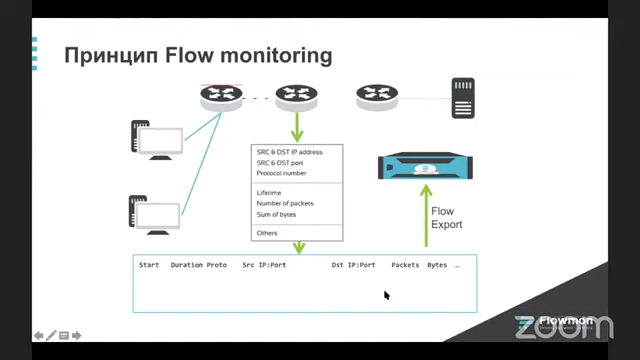 Принцип Flow monitoring
SRC & DST IP address
SRC & DST port
Protocol number
Lifetime
Number of packets
Sum of bytes
Others
Flow
Export
Start Duration Proto Src IP:Port Dst IP:Port Packets Bytes …
Flowmon
zoom